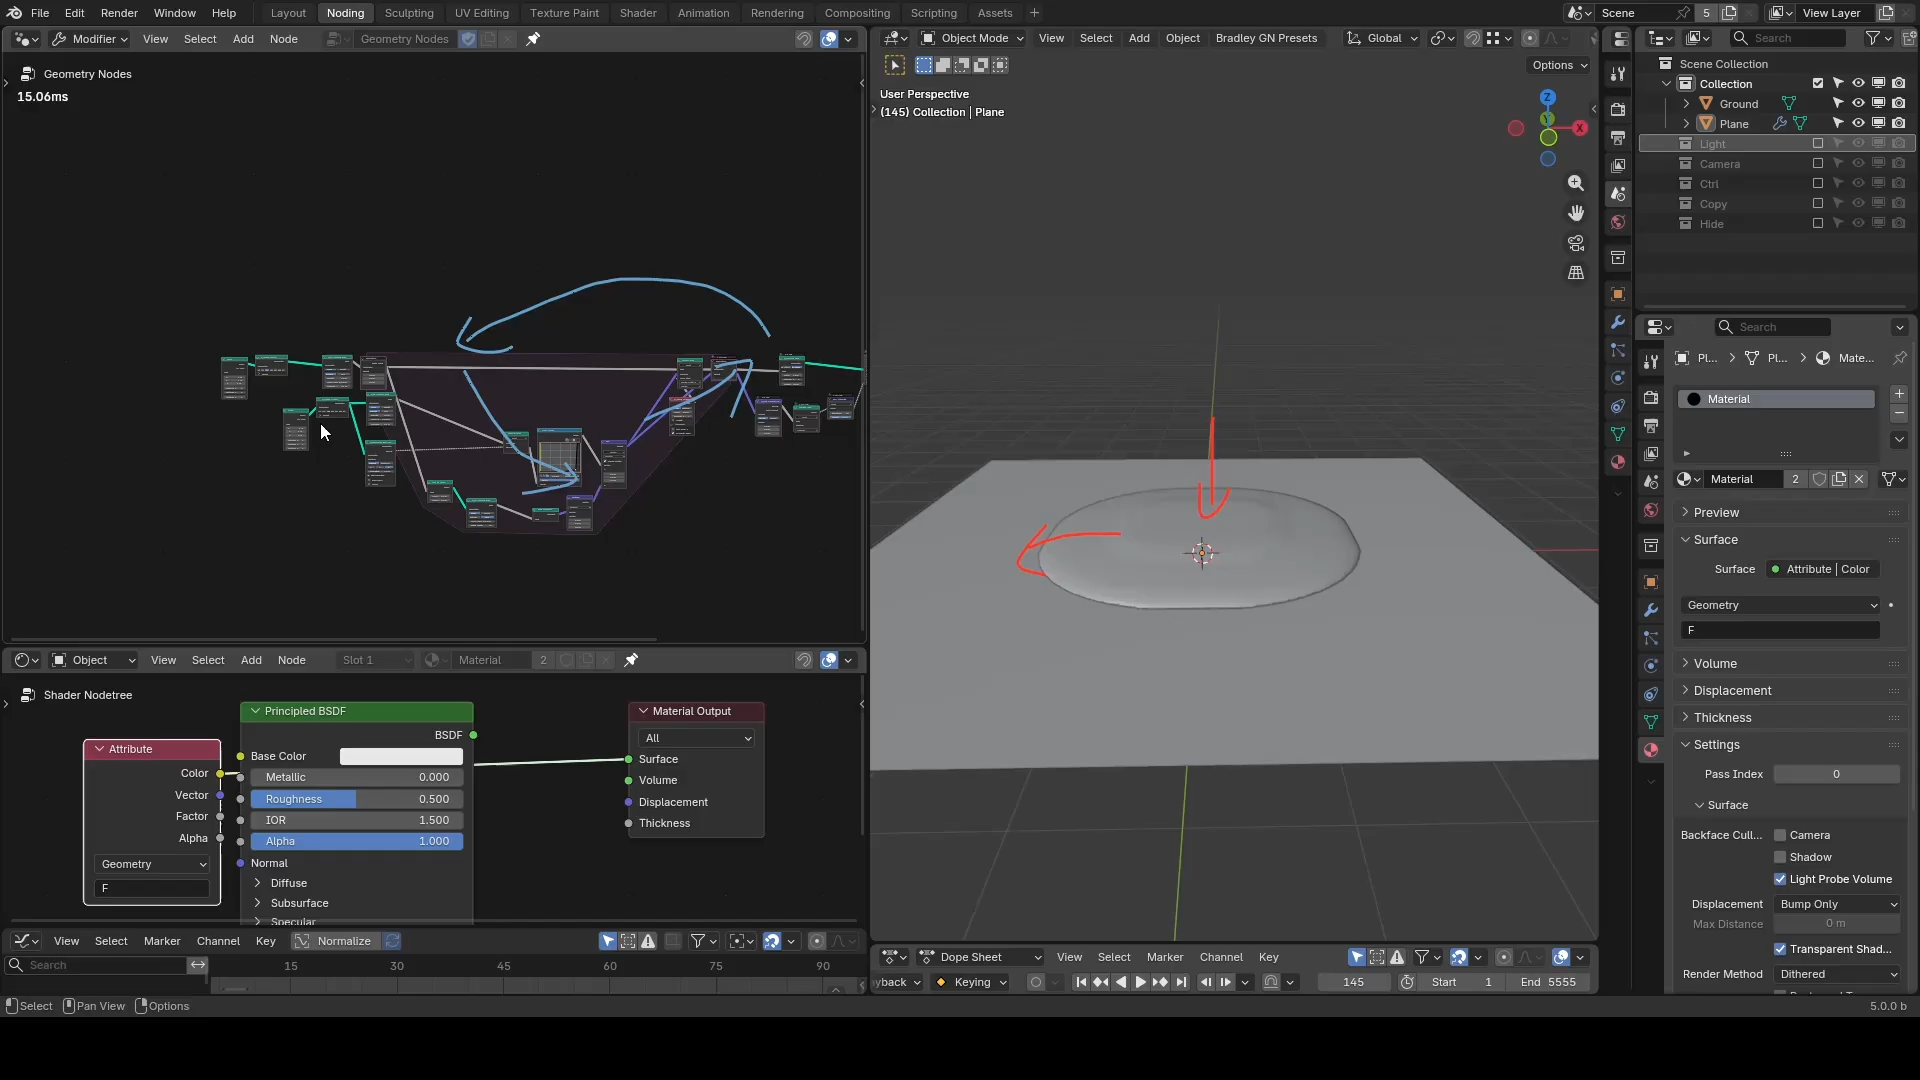 File Edit Render Window Help Layout Noding Sculpting UV Editing Texture Paint Shader Animation Rendering Compositing Scripting Assets + Scene 5 View Layer
Modifier View Select Add Node Geometry Nodes
Object Mode View Select Add Object Bradley GN Presets Global
Search
Options
Geometry Nodes
15.06ms
User Perspective
(145) Collection | Plane
Z
Y
X
Scene Collection
Collection
Ground
Plane
Light
Camera
Ctrl
Copy
Hide
Search
Pl... Pl... Mate...
Material
Material 2
Preview
Surface
Surface Attribute | Color
Geometry
F
Volume
Displacement
Thickness
Settings
Pass Index 0
Surface
Backface Cull... Camera
Shadow
Light Probe Volume
Displacement Bump Only
Max Distance 0 m
Transparent Shad...
Render Method Dithered
Object View Select Add Node Slot 1 Material 2
Shader Nodetree
Attribute
Color
Vector
Factor
Alpha
Geometry
F
Principled BSDF
BSDF
Base Color
Metallic 0.000
Roughness 0.500
IOR 1.500
Alpha 1.000
Normal
Diffuse
Subsurface
Specular
Material Output
All
Surface
Volume
Displacement
Thickness
View Select Marker Channel Key Normalize
Search
15 30 45 60 75 90
Dope Sheet View Select Marker Channel Key
yback Keying 145 Start 1 End 5555
Select Pan View Options
5.0.0 b